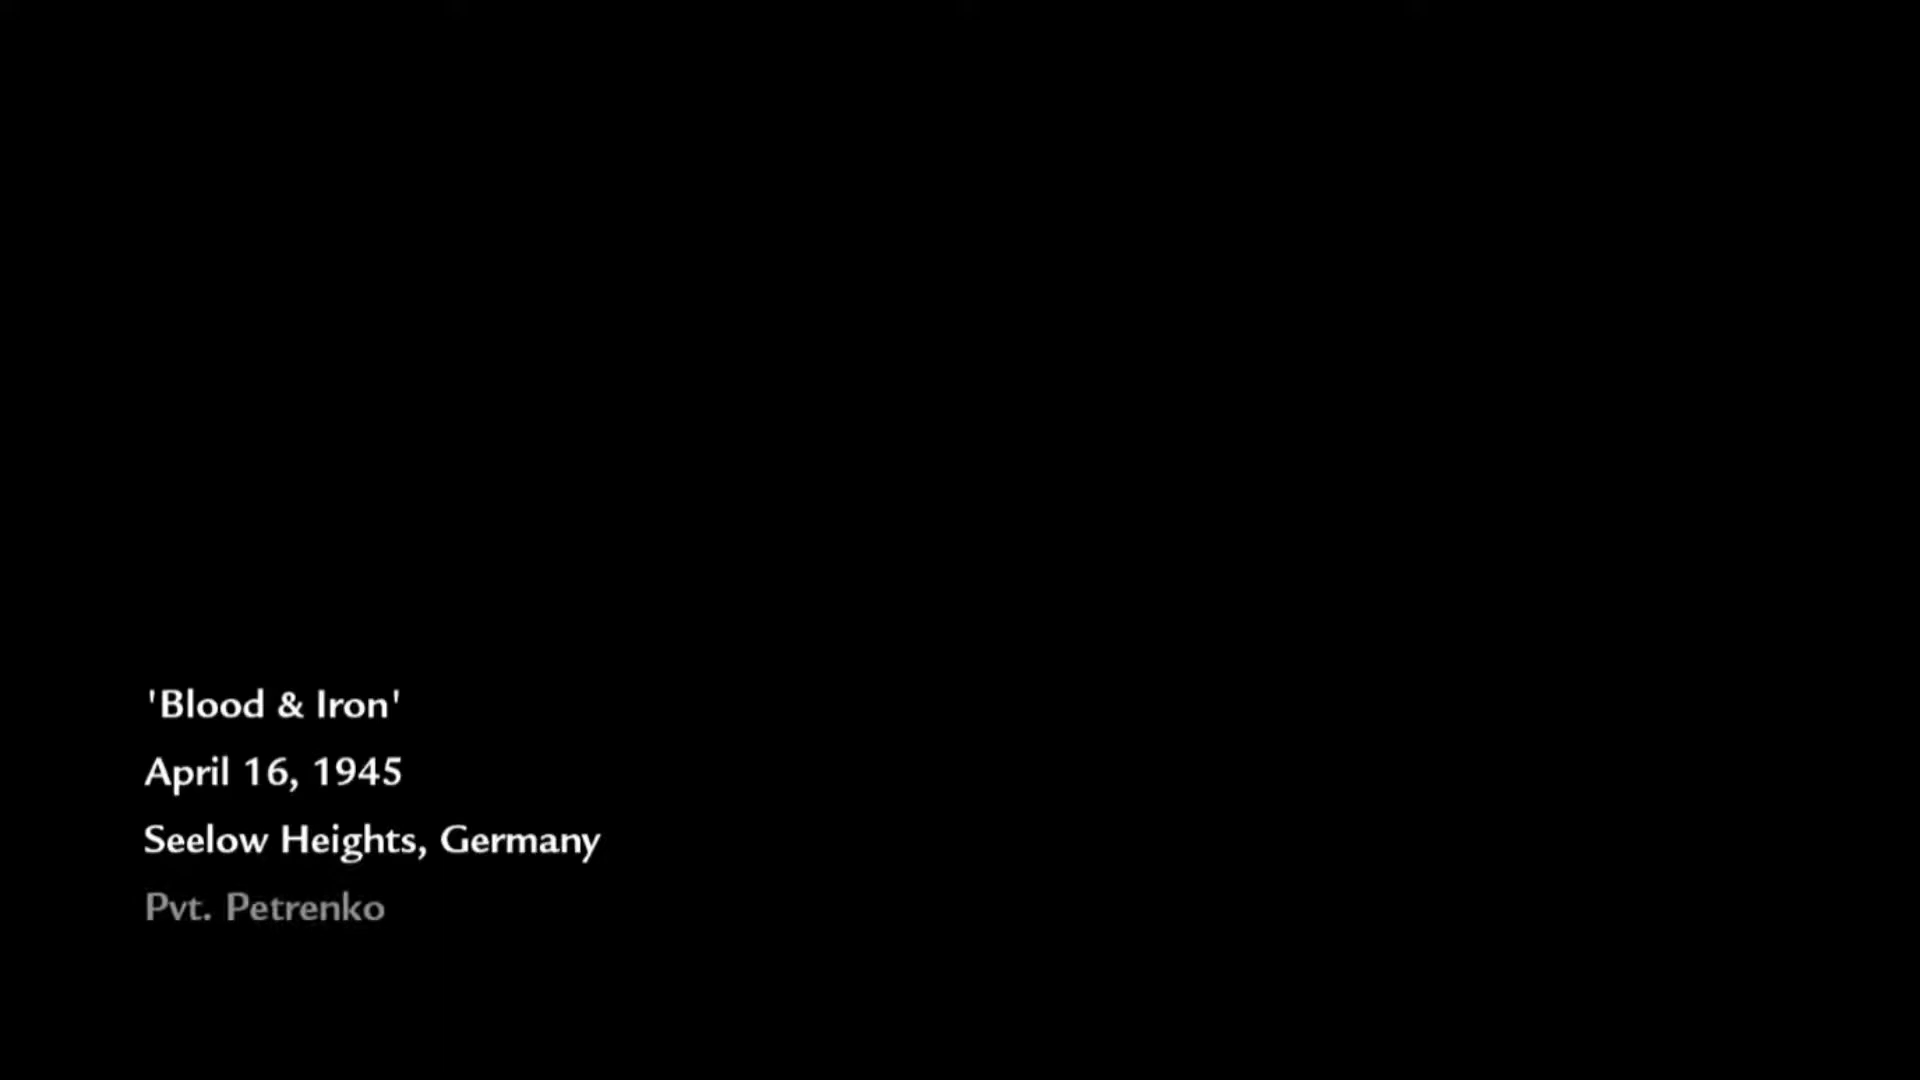 'Blood & Iron'
April 16, 1945
Seelow Heights, Germany
Pvt. Petrenko